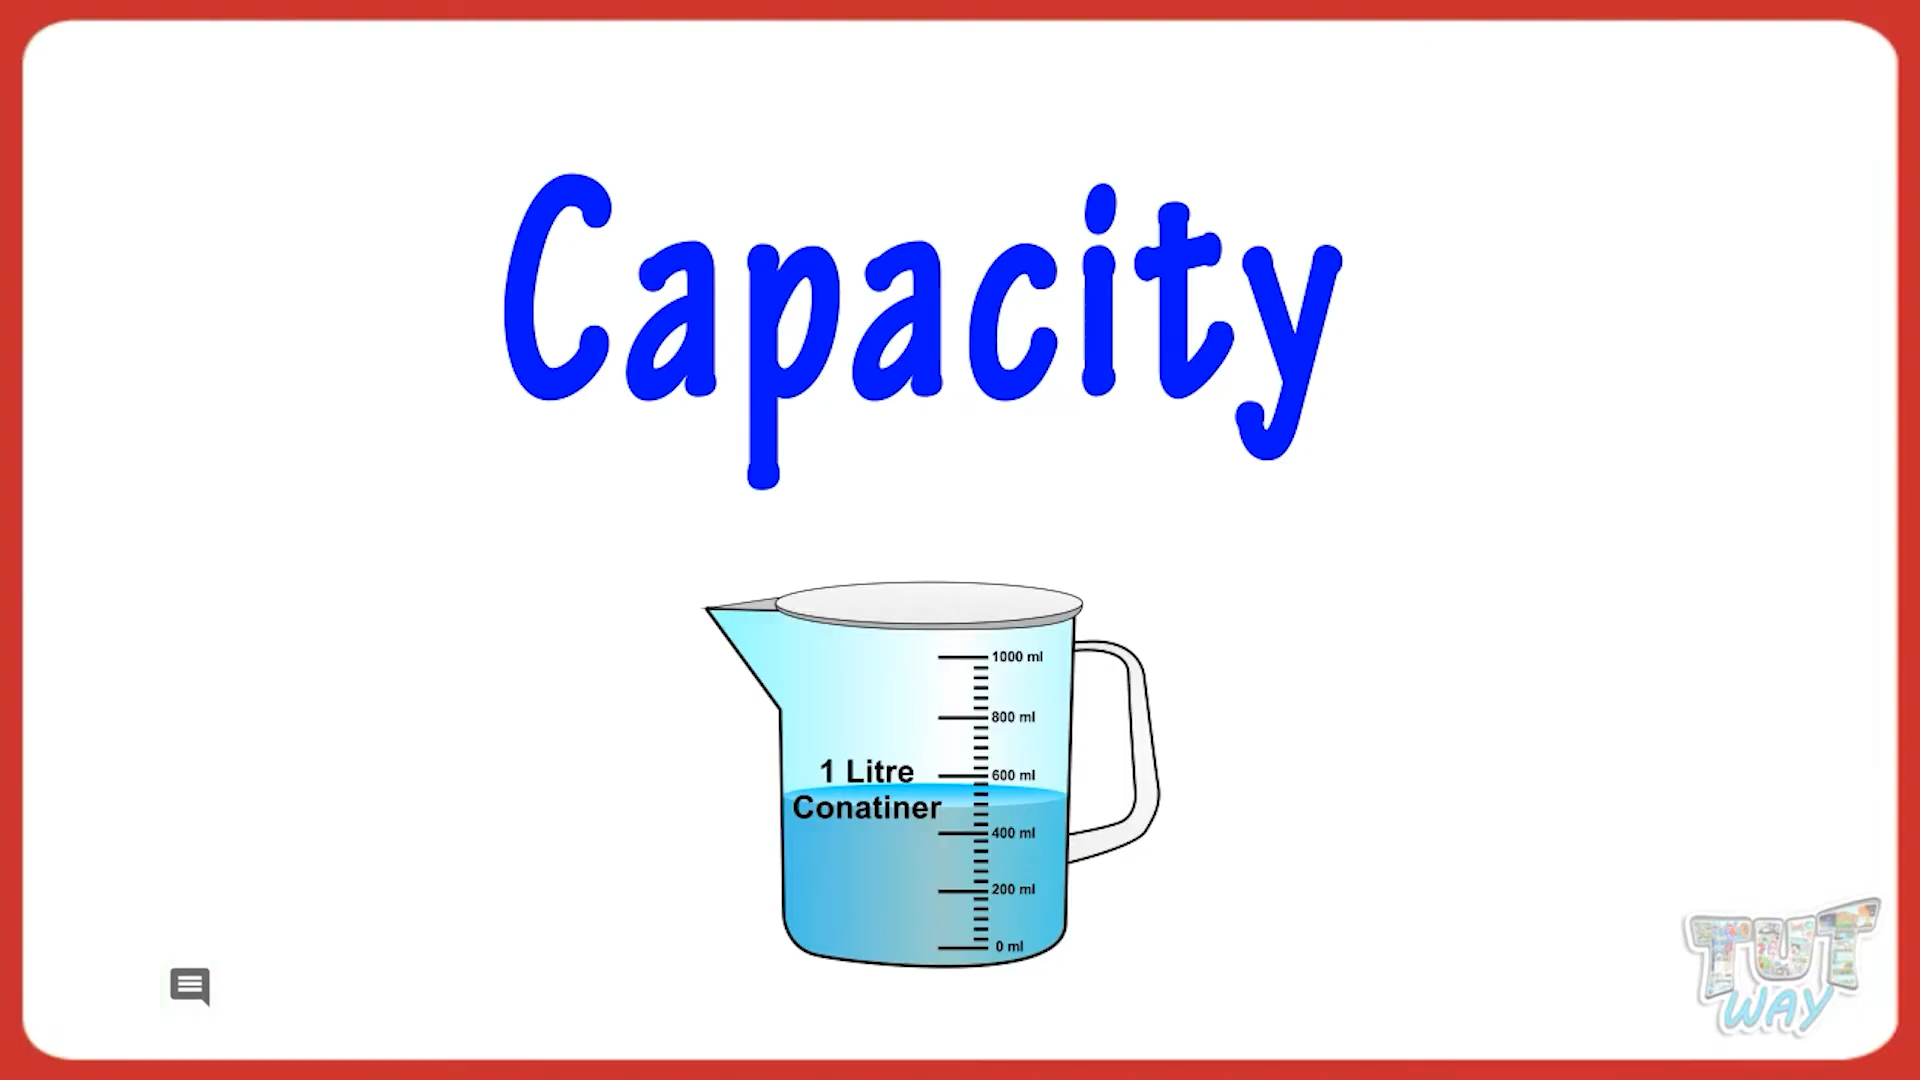 Capacity
1000 ml
800 ml
1 Litre
600 ml
Conatiner
400 ml
200 ml
0 ml
TUT
WAY